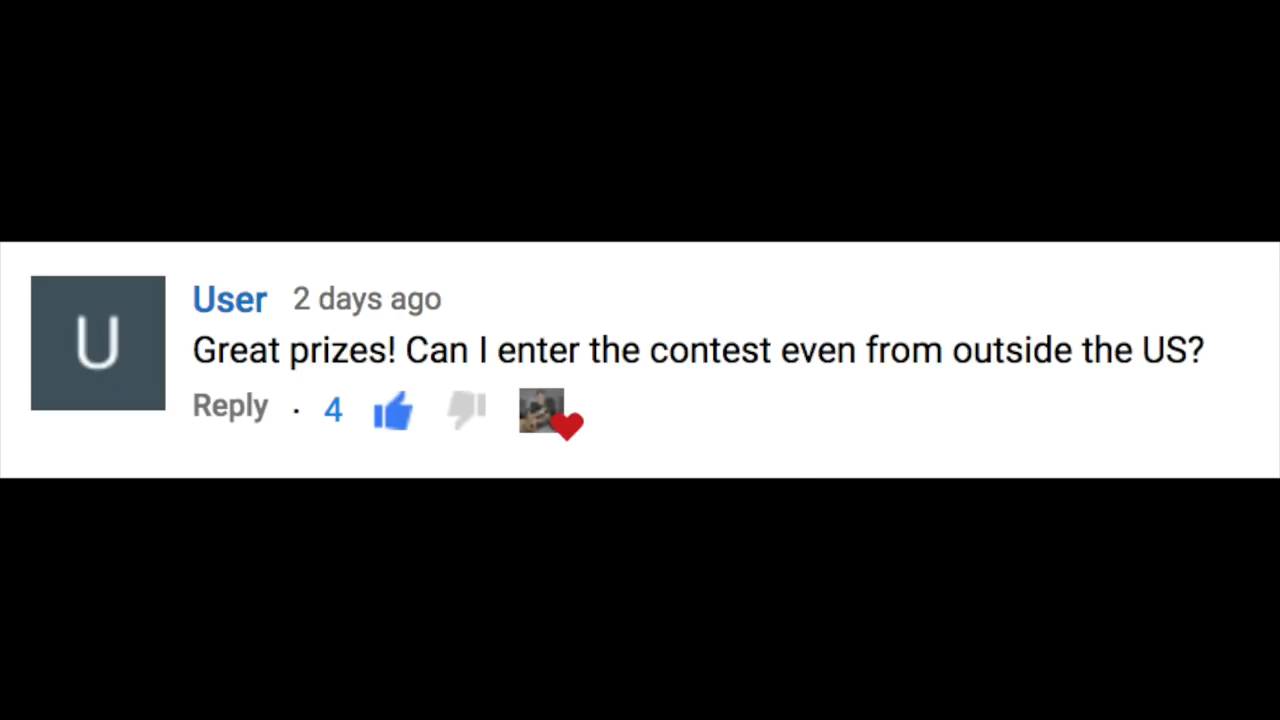 U
User 2 days ago
Great prizes! Can I enter the contest even from outside the US?
Reply · 4